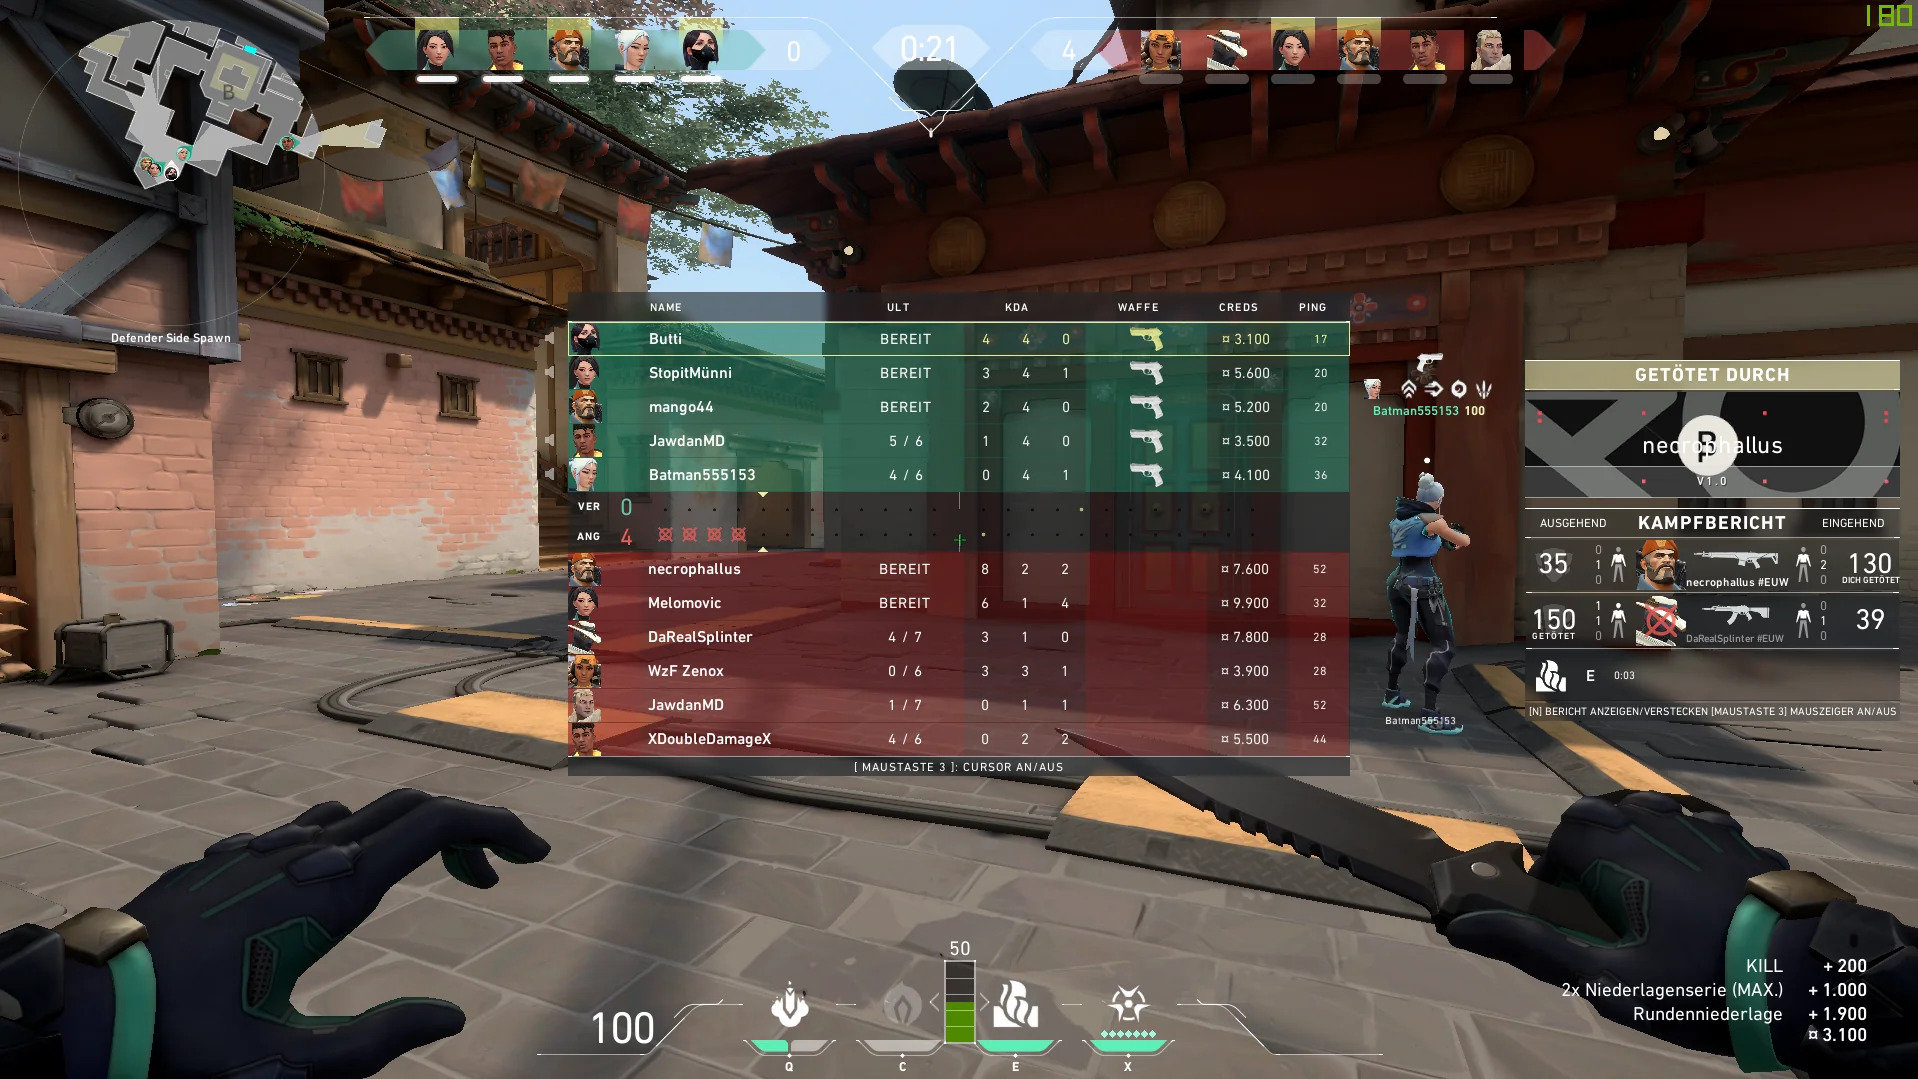 180
0
0:21
4
B
Defender Side Spawn
NAME ULT KDA WAFFE CREDS PING
Butti BEREIT 4 4 0 ¤ 3.100 17
StopitMünni BEREIT 3 4 1 ¤ 5.600 20
mango44 BEREIT 2 4 0 ¤ 5.200 20
JawdanMD 5 / 6 1 4 0 ¤ 3.500 32
Batman555153 4 / 6 0 4 1 ¤ 4.100 36
VER 0
ANG 4
necrophallus BEREIT 8 2 2 ¤ 7.600 52
Melomovic BEREIT 6 1 4 ¤ 9.900 32
DaRealSplinter 4 / 7 3 1 0 ¤ 7.800 28
WzF Zenox 0 / 6 3 3 1 ¤ 3.900 28
JawdanMD 1 / 7 0 1 1 ¤ 6.300 52
XDoubleDamageX 4 / 6 0 2 2 ¤ 5.500 44
[ MAUSTASTE 3 ]: CURSOR AN/AUS
Batman555153 100
Batman555153
GETÖTET DURCH
necrophallus
V1.0
AUSGEHEND KAMPFBERICHT EINGEHEND
35 0 1 0 necrophallus #EUW 0 2 0 130
DICH GETÖTET
150 1 1 0 DaRealSplinter #EUW 0 1 0 39
GETÖTET
E 0:03
[N] BERICHT ANZEIGEN/VERSTECKEN [MAUSTASTE 3] MAUSZEIGER AN/AUS
50
100
Q C E X
KILL + 200
2x Niederlagenserie (MAX.) + 1.000
Rundenniederlage + 1.900
¤ 3.100